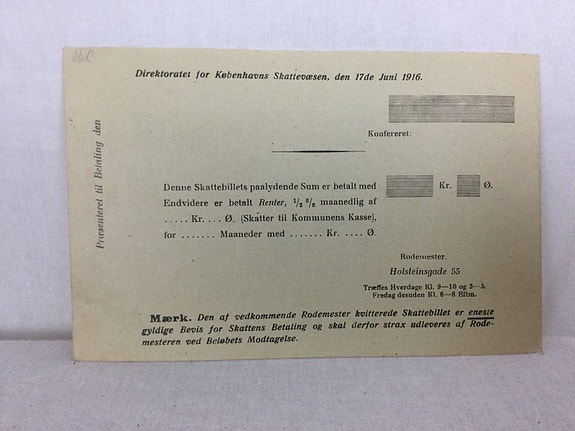 Direktoratet for Københavns Skattevæsen, den 17de Juni 1916.
Præsenteret til Betaling den
Konfereret:
Denne Skattebillets paalydende Sum er betalt med Kr. Ø.
Endvidere er betalt Renter, 1/2 0/0 maanedlig af
..... Kr. ... Ø. (Skatter til Kommunens Kasse),
for ....... Maaneder med ....... Kr. .... Ø.
Rodemester.
Holsteinsgade 55
Træffes Hverdage Kl. 9—10 og 3—5.
Fredag desuden Kl. 6—8 Eftm.
Mærk. Den af vedkommende Rodemester kvitterede Skattebillet er eneste
gyldige Bevis for Skattens Betaling og skal derfor strax udleveres af Rode-
mesteren ved Beløbets Modtagelse.